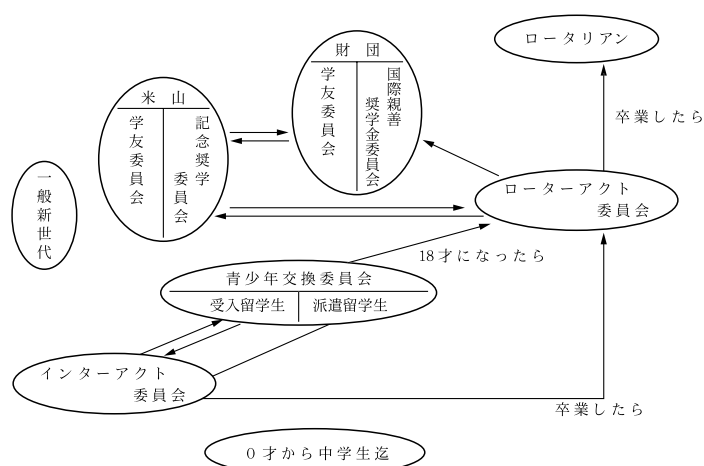 ロータリアン
財 団
学友委員会
国際親善
奨学金委員会
米 山
学友委員会
記念奨学
委員会
卒業したら
一般新世代
ローターアクト
委員会
18才になったら
青少年交換委員会
受入留学生
派遣留学生
インターアクト
委員会
卒業したら
0才から中学生迄